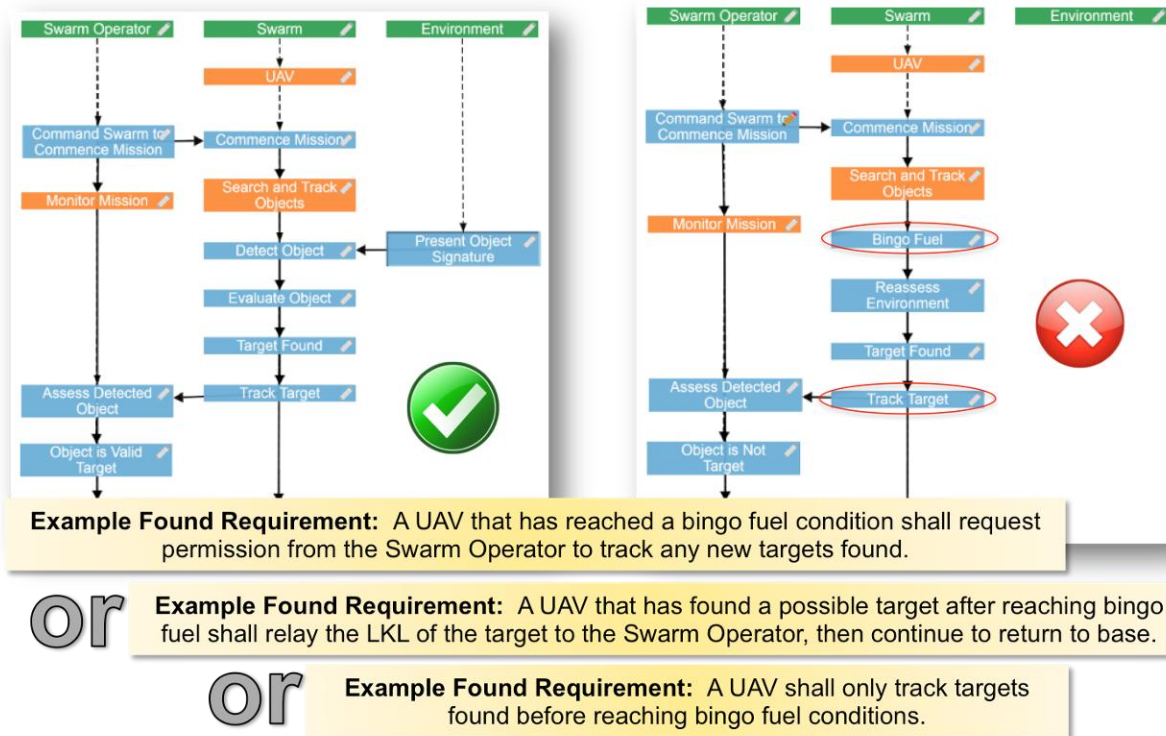 Swarm Operator
Swarm
Environment
UAV
Command Swarm to
Commence Mission
Commence Mission
Search and Track
Objects
Monitor Mission
Detect Object
Present Object
Signature
Evaluate Object
Target Found
Assess Detected
Object
Track Target
Object is Valid
Target
Swarm Operator
Swarm
Environment
UAV
Command Swarm to
Commence Mission
Commence Mission
Search and Track
Objects
Monitor Mission
Bingo Fuel
Reassess
Environment
Target Found
Assess Detected
Object
Track Target
Object is Not
Target
Example Found Requirement: A UAV that has reached a bingo fuel condition shall request
permission from the Swarm Operator to track any new targets found.
or
Example Found Requirement: A UAV that has found a possible target after reaching bingo
fuel shall relay the LKL of the target to the Swarm Operator, then continue to return to base.
or
Example Found Requirement: A UAV shall only track targets
found before reaching bingo fuel conditions.